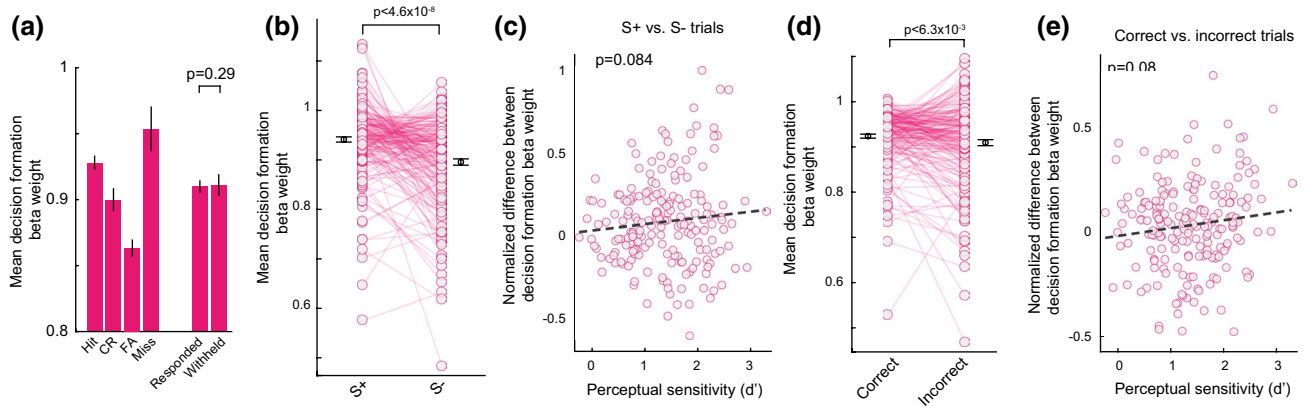 (a)
Mean decision formation
beta weight
1
0.9
0.8
p=0.29
Hit
CR
FA
Miss
Responded
Withheld
(b)
p<4.6x10-8
Mean decision formation
beta weight
1
0.8
0.6
S+
S-
(c)
S+ vs. S- trials
p=0.084
Normalized difference between
decision formation beta weight
1
0.5
0
-0.5
0 1 2 3
Perceptual sensitivity (d’)
(d)
p<6.3x10-3
Mean decision formation
beta weight
1
0.8
0.6
Correct
Incorrect
(e)
Correct vs. incorrect trials
p=0.08
Normalized difference between
decision formation beta weight
0.5
0
-0.5
0 1 2 3
Perceptual sensitivity (d’)